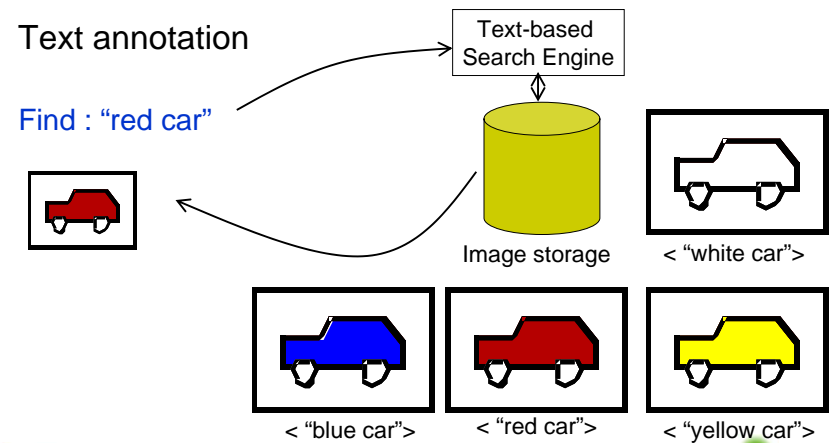 Text annotation
Text-based
Search Engine
Find : “red car”
Image storage
< “white car”>
< “blue car”>
< “red car”>
< “yellow car”>